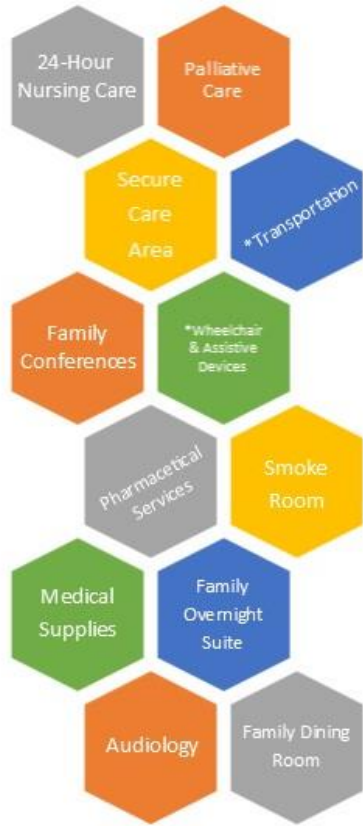 24-Hour
Nursing Care
Palliative
Care
Secure
Care
Area
*Transportation
Family
Conferences
*Wheelchair
& Assistive
Devices
Pharmacetical
Services
Smoke
Room
Medical
Supplies
Family
Overnight
Suite
Audiology
Family Dining
Room